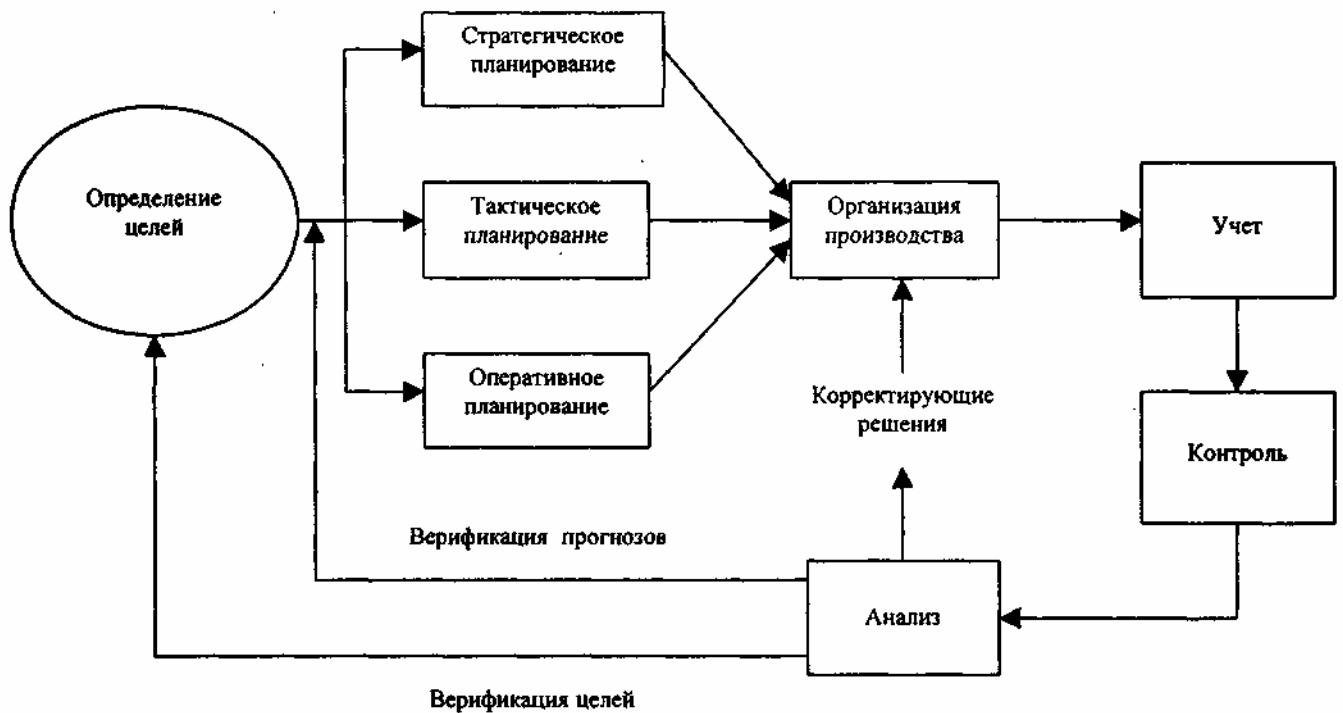 Стратегическое
планирование
Определение
целей
Тактическое
планирование
Организация
производства
Учет
Оперативное
планирование
Корректирующие
решения
Контроль
Верификация прогнозов
Анализ
Верификация целей